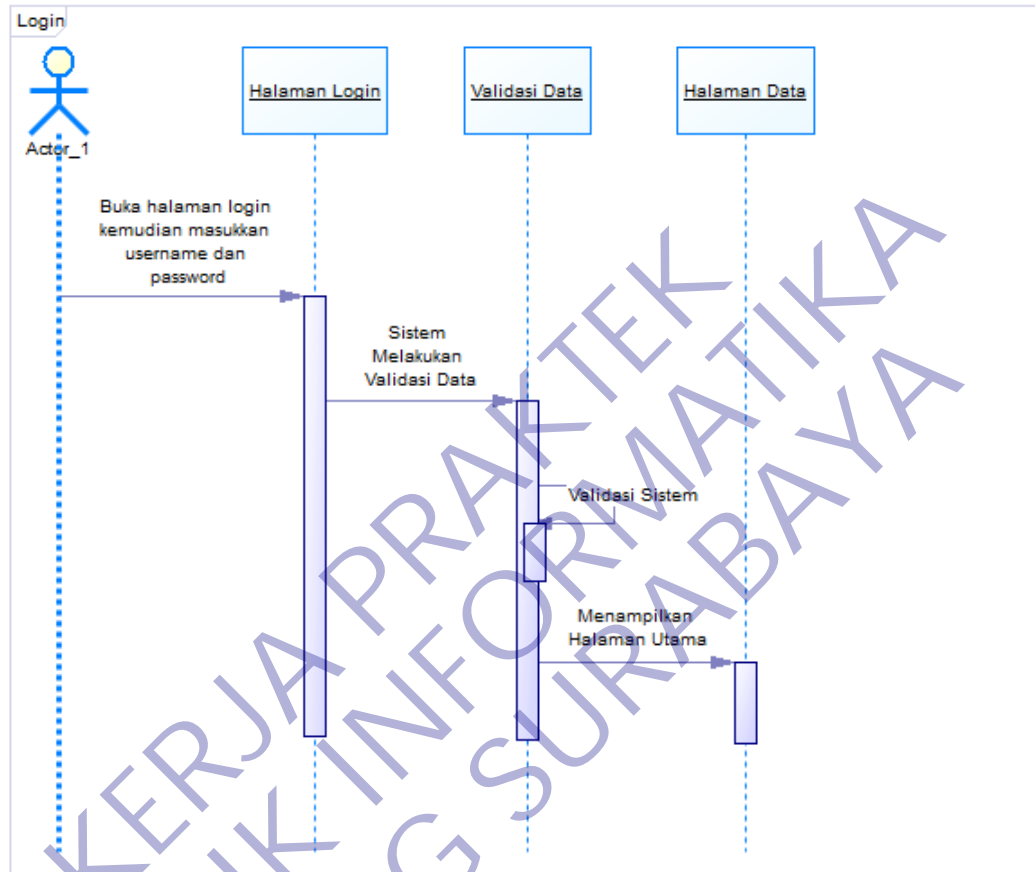 Login
Halaman Login
Validasi Data
Halaman Data
Actor_1
Buka halaman login
kemudian masukkan
username dan
password
Sistem
Melakukan
Validasi Data
Validasi Sistem
Menampilkan
Halaman Utama
KERJA PRAKTEK
IK INFORMATIKA
G SURABAYA